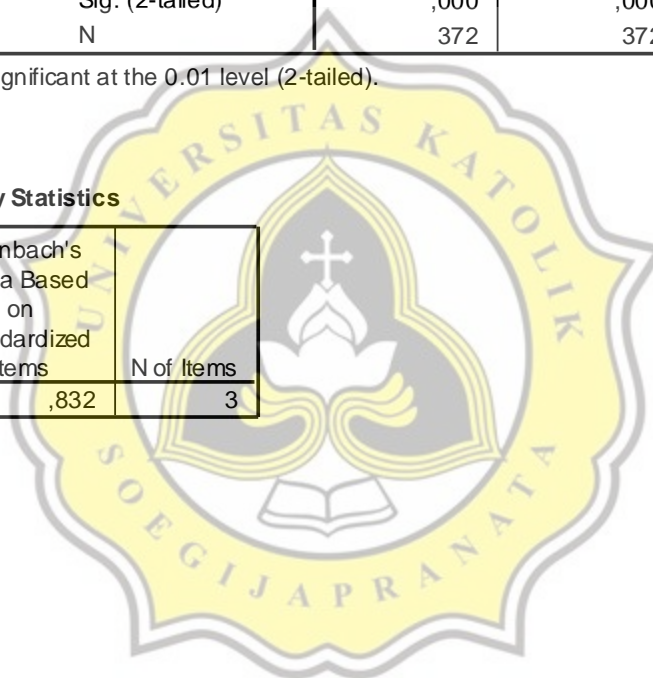 Sig. (2-tailed) ,000 ,000
N 372 372
gnificant at the 0.01 level (2-tailed).
y Statistics
nbach's
a Based
on
dardized
tems N of Items
,832 3
UNIVERSITAS KATOLIK
SOEGIJAPRANATA